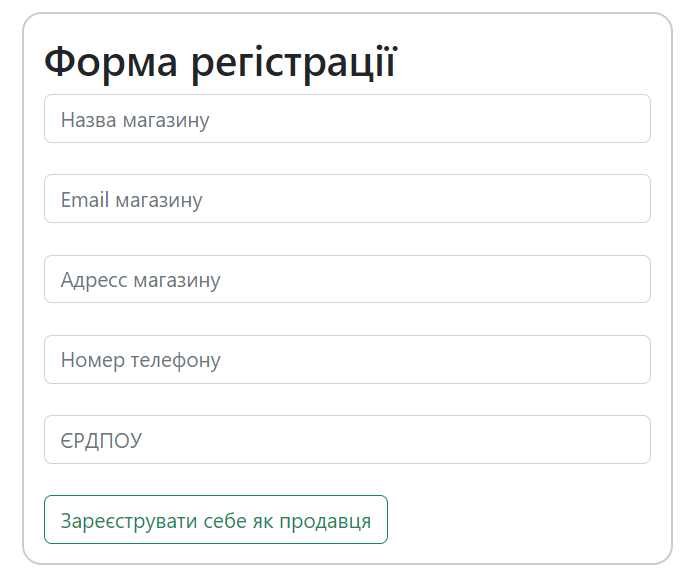 Форма регістрації
Назва магазину
Email магазину
Адресс магазину
Номер телефону
ЄРДПОУ
Зареєструвати себе як продавця